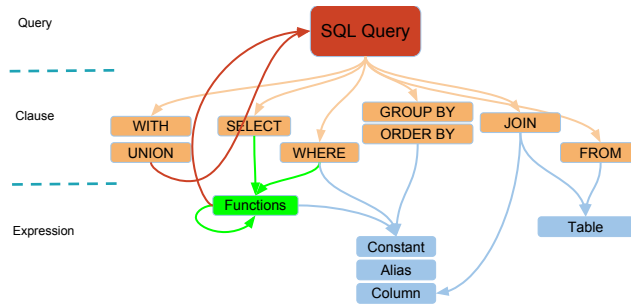 Query
SQL Query
Clause
WITH
UNION
SELECT
WHERE
GROUP BY
ORDER BY
JOIN
FROM
Expression
Functions
Constant
Alias
Column
Table